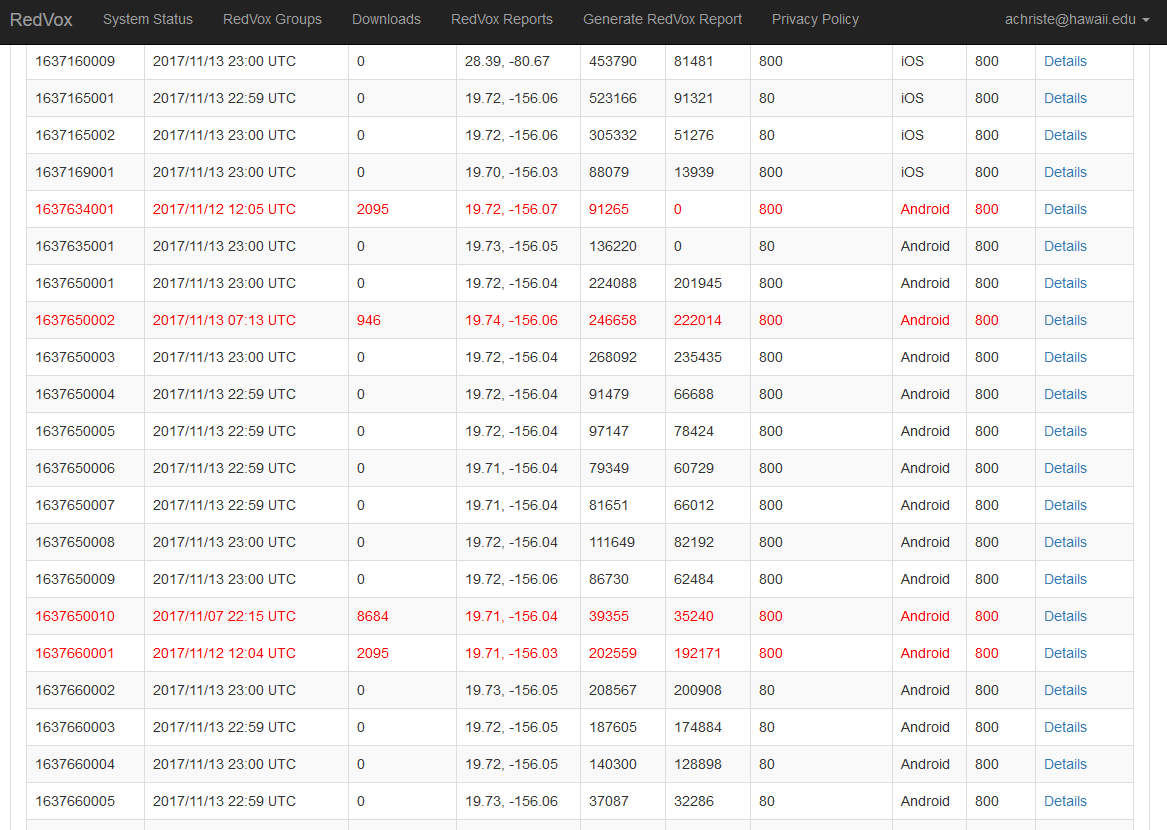 RedVox System Status RedVox Groups Downloads RedVox Reports Generate RedVox Report Privacy Policy achriste@hawaii.edu
1637160009 2017/11/13 23:00 UTC 0 28.39, -80.67 453790 81481 800 iOS 800 Details
1637165001 2017/11/13 22:59 UTC 0 19.72, -156.06 523166 91321 80 iOS 800 Details
1637165002 2017/11/13 23:00 UTC 0 19.72, -156.06 305332 51276 80 iOS 800 Details
1637169001 2017/11/13 23:00 UTC 0 19.70, -156.03 88079 13939 800 iOS 800 Details
1637634001 2017/11/12 12:05 UTC 2095 19.72, -156.07 91265 0 800 Android 800 Details
1637635001 2017/11/13 23:00 UTC 0 19.73, -156.05 136220 0 80 Android 800 Details
1637650001 2017/11/13 23:00 UTC 0 19.72, -156.04 224088 201945 800 Android 800 Details
1637650002 2017/11/13 07:13 UTC 946 19.74, -156.06 246658 222014 800 Android 800 Details
1637650003 2017/11/13 23:00 UTC 0 19.72, -156.04 268092 235435 800 Android 800 Details
1637650004 2017/11/13 22:59 UTC 0 19.72, -156.04 91479 66688 800 Android 800 Details
1637650005 2017/11/13 22:59 UTC 0 19.72, -156.04 97147 78424 800 Android 800 Details
1637650006 2017/11/13 22:59 UTC 0 19.71, -156.04 79349 60729 800 Android 800 Details
1637650007 2017/11/13 22:59 UTC 0 19.71, -156.04 81651 66012 800 Android 800 Details
1637650008 2017/11/13 23:00 UTC 0 19.72, -156.04 111649 82192 800 Android 800 Details
1637650009 2017/11/13 23:00 UTC 0 19.72, -156.06 86730 62484 800 Android 800 Details
1637650010 2017/11/07 22:15 UTC 8684 19.71, -156.04 39355 35240 800 Android 800 Details
1637660001 2017/11/12 12:04 UTC 2095 19.71, -156.03 202559 192171 800 Android 800 Details
1637660002 2017/11/13 23:00 UTC 0 19.73, -156.05 208567 200908 80 Android 800 Details
1637660003 2017/11/13 22:59 UTC 0 19.72, -156.05 187605 174884 80 Android 800 Details
1637660004 2017/11/13 23:00 UTC 0 19.72, -156.05 140300 128898 80 Android 800 Details
1637660005 2017/11/13 22:59 UTC 0 19.73, -156.06 37087 32286 80 Android 800 Details